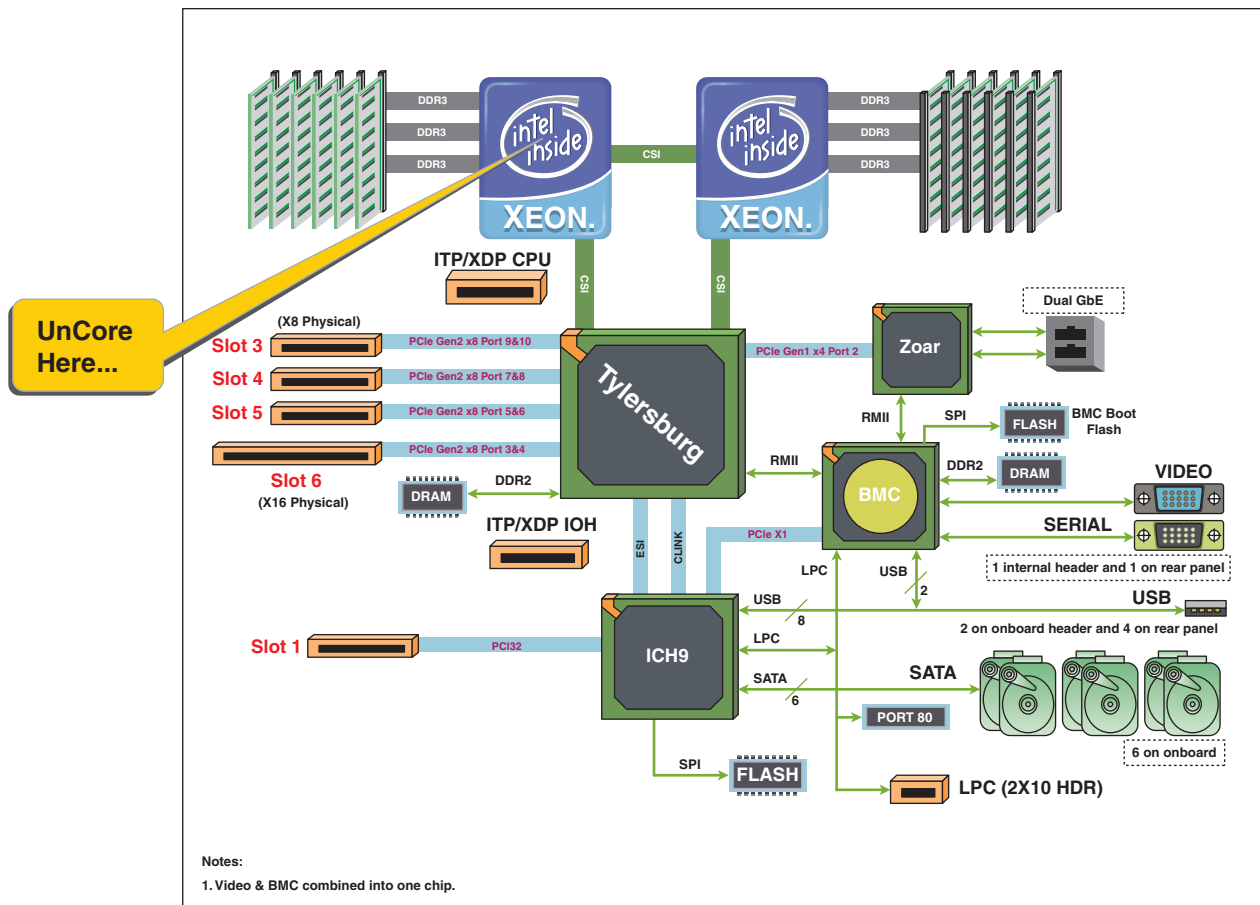 DDR3
DDR3
DDR3
intel
inside
XEON.
CSI
intel
inside
XEON.
DDR3
DDR3
DDR3
CSI
CSI
ITP/XDP CPU
UnCore
Here...
(X8 Physical)
Slot 3
PCIe Gen2 x8 Port 9&10
Slot 4
PCIe Gen2 x8 Port 7&8
Slot 5
PCIe Gen2 x8 Port 5&6
Slot 6
(X16 Physical)
PCIe Gen2 x8 Port 3&4
Tylersburg
PCIe Gen1 x4 Port 2
Zoar
Dual GbE
RMII
SPI
FLASH
BMC Boot
Flash
DRAM
DDR2
RMII
BMC
DDR2
DRAM
VIDEO
SERIAL
1 internal header and 1 on rear panel
ITP/XDP IOH
ESI
CLINK
PCIe X1
LPC
USB
2
USB
8
USB
2 on onboard header and 4 on rear panel
Slot 1
PCI32
ICH9
LPC
SATA
6
SATA
6 on onboard
PORT 80
SPI
FLASH
LPC (2X10 HDR)
Notes:
1. Video & BMC combined into one chip.